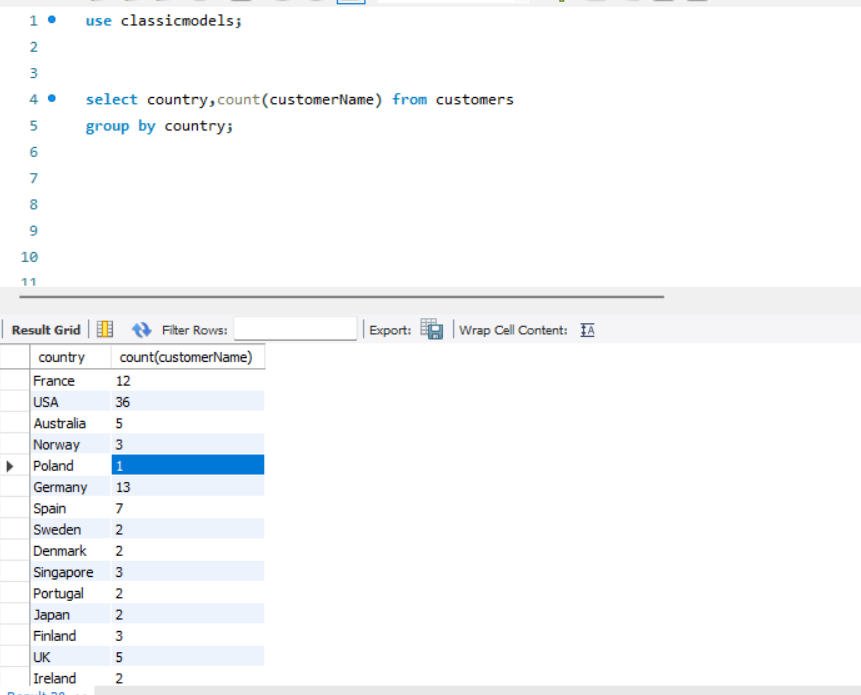 1 use classicmodels;
2
3
4 select country,count(customerName) from customers
5 group by country;
6
7
8
9
10
11
Result Grid Filter Rows: Export: Wrap Cell Content:
country count(customerName)
France 12
USA 36
Australia 5
Norway 3
Poland 1
Germany 13
Spain 7
Sweden 2
Denmark 2
Singapore 3
Portugal 2
Japan 2
Finland 3
UK 5
Ireland 2